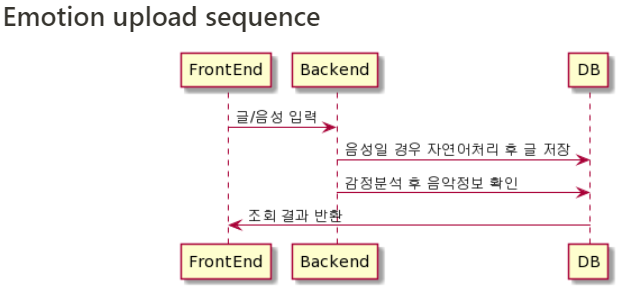 Emotion upload sequence
FrontEnd Backend DB
글/음성 입력
음성일 경우 자연어처리 후 글 저장
감정분석 후 음악정보 확인
조회 결과 반환
FrontEnd Backend DB